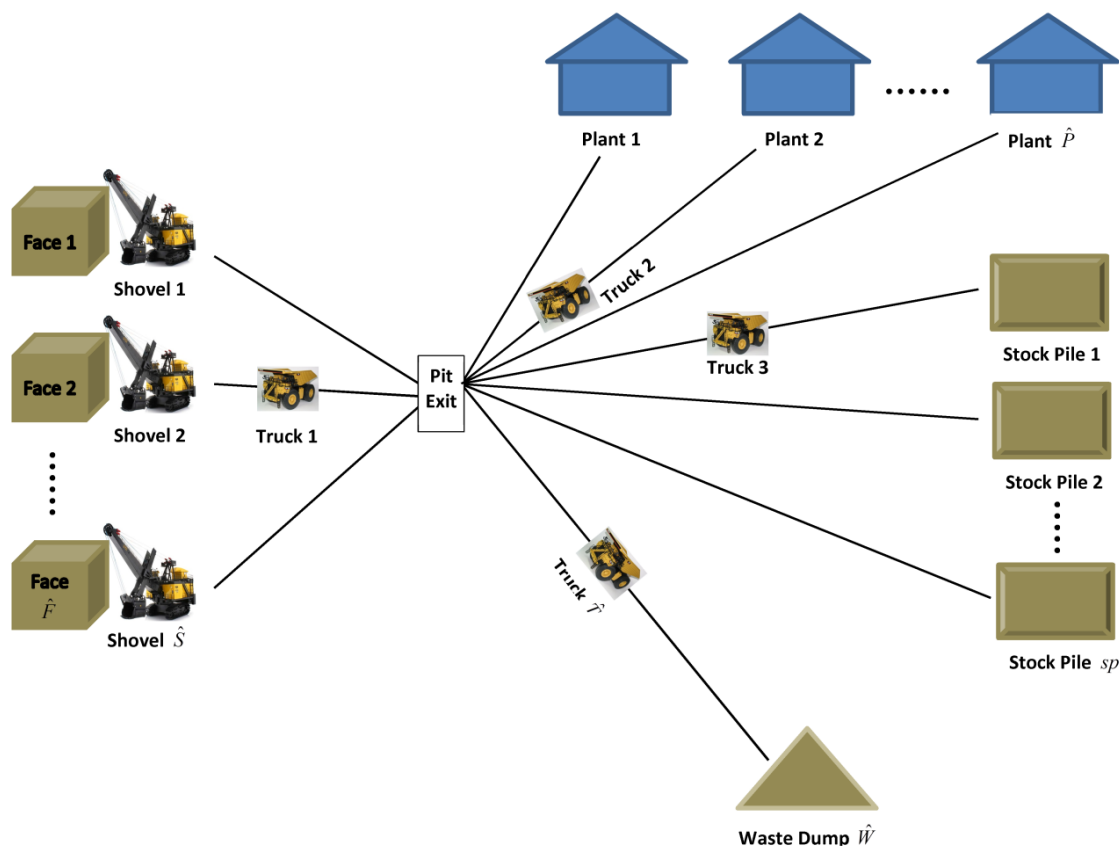 Plant 1
Plant 2
Plant P̂
Face 1
Shovel 1
Truck 2
Face 2
Shovel 2
Truck 1
Pit
Exit
Truck 3
Stock Pile 1
Stock Pile 2
Face
F̂
Shovel Ŝ
Truck T̂
Stock Pile sp
Waste Dump Ŵ